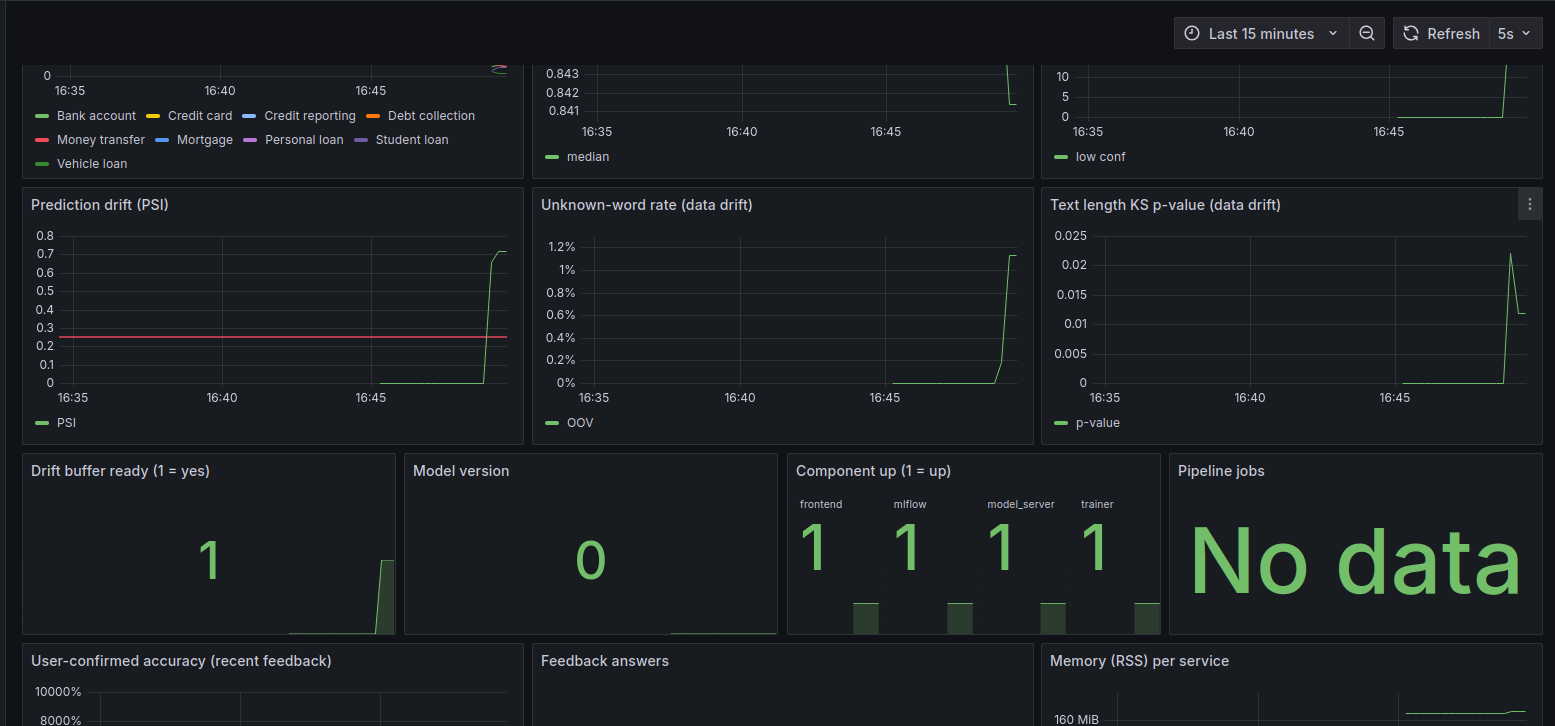 Last 15 minutes Refresh 5s
0
16:35 16:40 16:45
Bank account Credit card Credit reporting Debt collection
Money transfer Mortgage Personal loan Student loan
Vehicle loan
0.843
0.842
0.841
16:35 16:40 16:45
median
10
5
0
16:35 16:40 16:45
low conf
Prediction drift (PSI)
0.8
0.7
0.6
0.5
0.4
0.3
0.2
0.1
0
16:35 16:40 16:45
PSI
Unknown-word rate (data drift)
1.2%
1%
0.8%
0.6%
0.4%
0.2%
0%
16:35 16:40 16:45
OOV
Text length KS p-value (data drift)
0.025
0.02
0.015
0.01
0.005
0
16:35 16:40 16:45
p-value
Drift buffer ready (1 = yes)
1
Model version
0
Component up (1 = up)
frontend mlflow model_server trainer
1 1 1 1
Pipeline jobs
No data
User-confirmed accuracy (recent feedback)
10000%
8000%
Feedback answers
Memory (RSS) per service
160 MiB